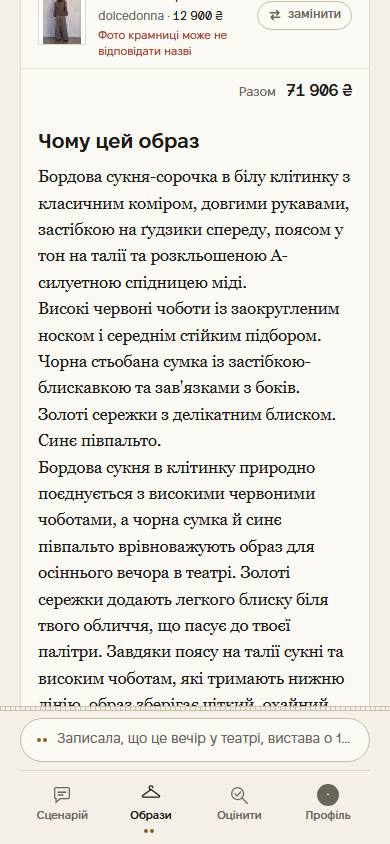 dolcedonna · 12 900 ₴
замінити
Фото крамниці може не
відповідати назві
Разом 71 906 ₴
Чому цей образ
Бордова сукня-сорочка в білу клітинку з
класичним коміром, довгими рукавами,
застібкою на ґудзики спереду, поясом у
тон на талії та розкльошеною А-
силуетною спідницею міді.
Високі червоні чоботи із заокругленим
носком і середнім стійким підбором.
Чорна стьобана сумка із застібкою-
блискавкою та зав'язками з боків.
Золоті сережки з делікатним блиском.
Синє півпальто.
Бордова сукня в клітинку природно
поєднується з високими червоними
чоботами, а чорна сумка й синє
півпальто врівноважують образ для
осіннього вечора в театрі. Золоті
сережки додають легкого блиску біля
твого обличчя, що пасує до твоєї
палітри. Завдяки поясу на талії сукні та
високим чоботам, які тримають нижню
лінію, образ зберігає чіткий, охайний
Записала, що це вечір у театрі, вистава о 1...
Сценарій
Образи
Оцінити
Профіль